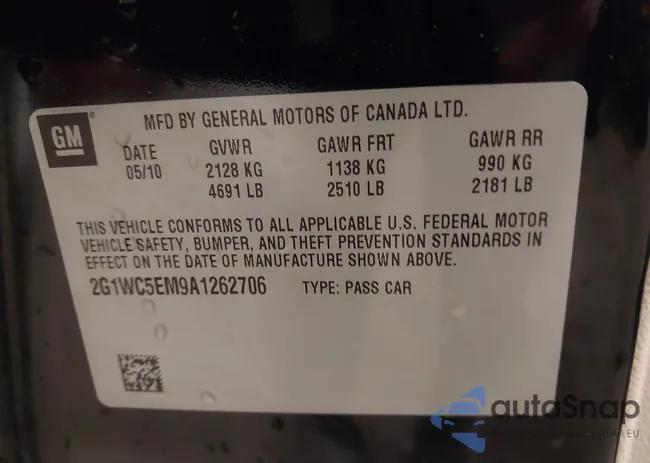 GM
MFD BY GENERAL MOTORS OF CANADA LTD.
DATE GVWR GAWR FRT GAWR RR
05/10 2128 KG 1138 KG 990 KG
4691 LB 2510 LB 2181 LB
THIS VEHICLE CONFORMS TO ALL APPLICABLE U.S. FEDERAL MOTOR
VEHICLE SAFETY, BUMPER, AND THEFT PREVENTION STANDARDS IN
EFFECT ON THE DATE OF MANUFACTURE SHOWN ABOVE.
2G1WC5EM9A1262706 TYPE: PASS CAR
autoSnap